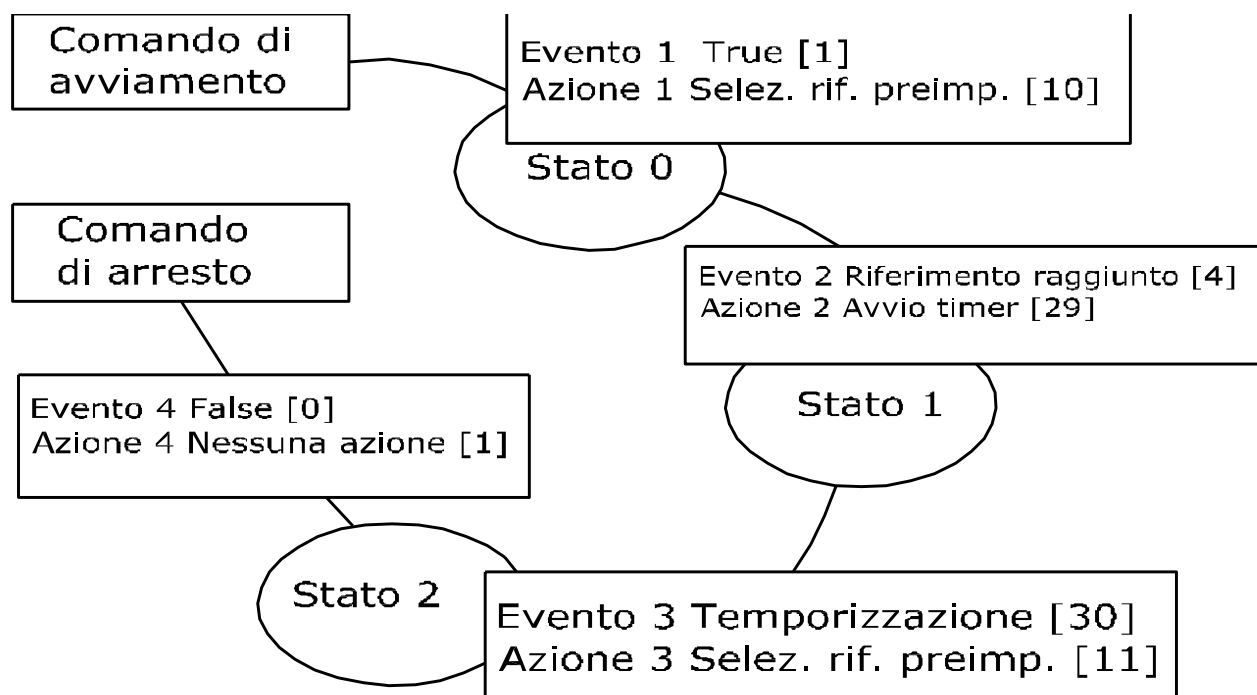 Comando di
avviamento
Evento 1 True [1]
Azione 1 Selez. rif. preimp. [10]
Stato 0
Comando
di arresto
Evento 2 Riferimento raggiunto [4]
Azione 2 Avvio timer [29]
Stato 1
Evento 4 False [0]
Azione 4 Nessuna azione [1]
Stato 2
Evento 3 Temporizzazione [30]
Azione 3 Selez. rif. preimp. [11]